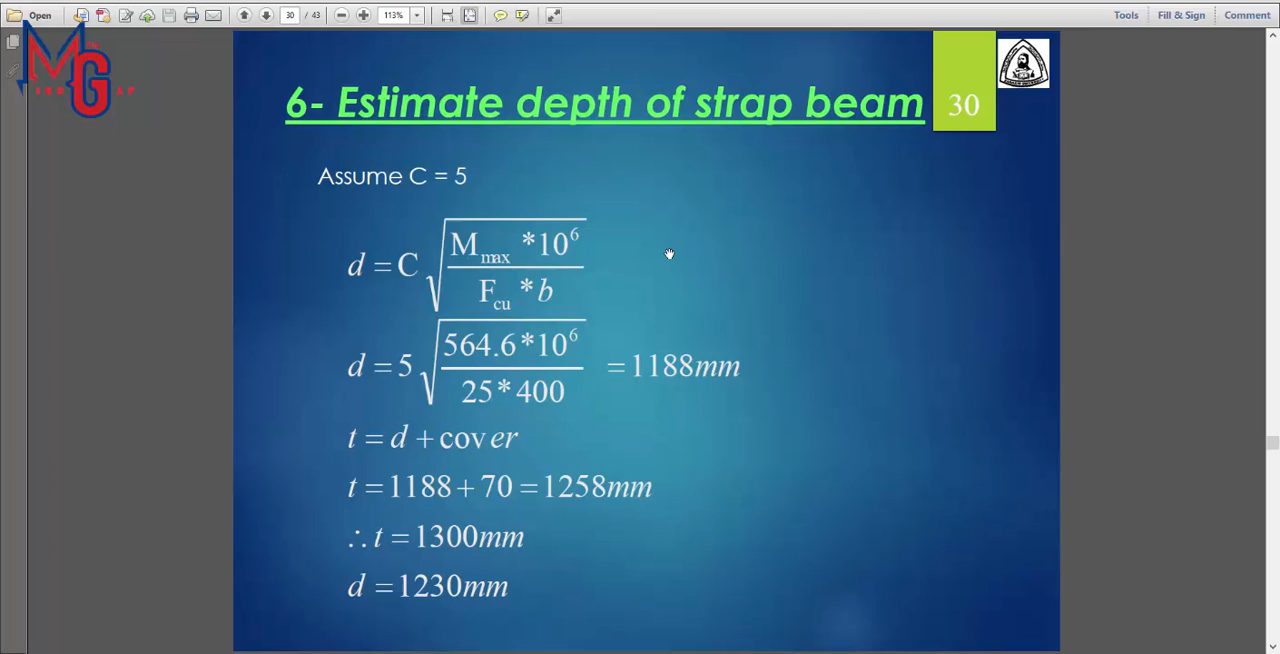 Open
30 / 43
113%
Tools
Fill & Sign
Comment
MG
6- Estimate depth of strap beam
30
Assume C = 5
d = C √(M_max *10^6 / F_cu * b)
d = 5 √(564.6*10^6 / 25*400) = 1188mm
t = d + cover
t = 1188 + 70 = 1258mm
∴ t = 1300mm
d = 1230mm